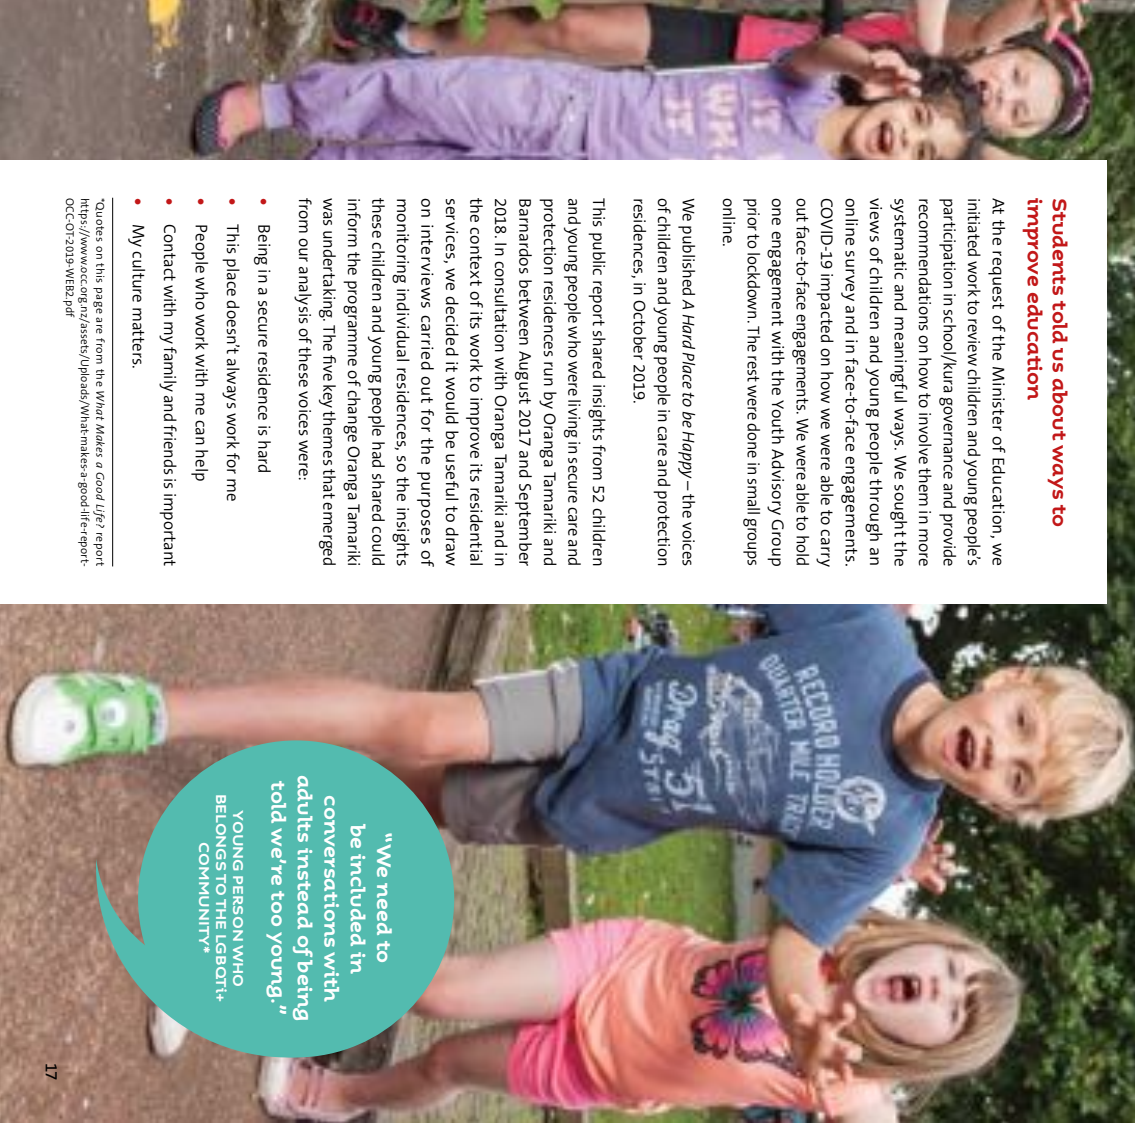 Students told us about ways to
improve education
At the request of the Minister of Education, we
initiated work to review children and young people's
participation in school/kura governance and provide
recommendations on how to involve them in more
systematic and meaningful ways. We sought the
views of children and young people through an
online survey and in face-to-face engagements.
COVID-19 impacted on how we were able to carry
out face-to-face engagements. We were able to hold
one engagement with the Youth Advisory Group
prior to lockdown. The rest were done in small groups
online.
We published A Hard Place to be Happy – the voices
of children and young people in care and protection
residences, in October 2019.
This public report shared insights from 52 children
and young people who were living in secure care and
protection residences run by Oranga Tamariki and
Barnardos between August 2017 and September
2018. In consultation with Oranga Tamariki and in
the context of its work to improve its residential
services, we decided it would be useful to draw
on interviews carried out for the purposes of
monitoring individual residences, so the insights
these children and young people had shared could
inform the programme of change Oranga Tamariki
was undertaking. The five key themes that emerged
from our analysis of these voices were:
• Being in a secure residence is hard
• This place doesn't always work for me
• People who work with me can help
• Contact with my family and friends is important
• My culture matters.
*Quotes on this page are from the What Makes a Good Life? report
https://www.occ.org.nz/assets/Uploads/What-makes-a-good-life-report-
OCC-OT-2019-WEB2.pdf
"We need to
be included in
conversations with
adults instead of being
told we're too young."
YOUNG PERSON WHO
BELONGS TO THE LGBQTi+
COMMUNITY*
RECORD HOLDER
QUARTER MILE TRACK
Drag 51
IT
IT
17